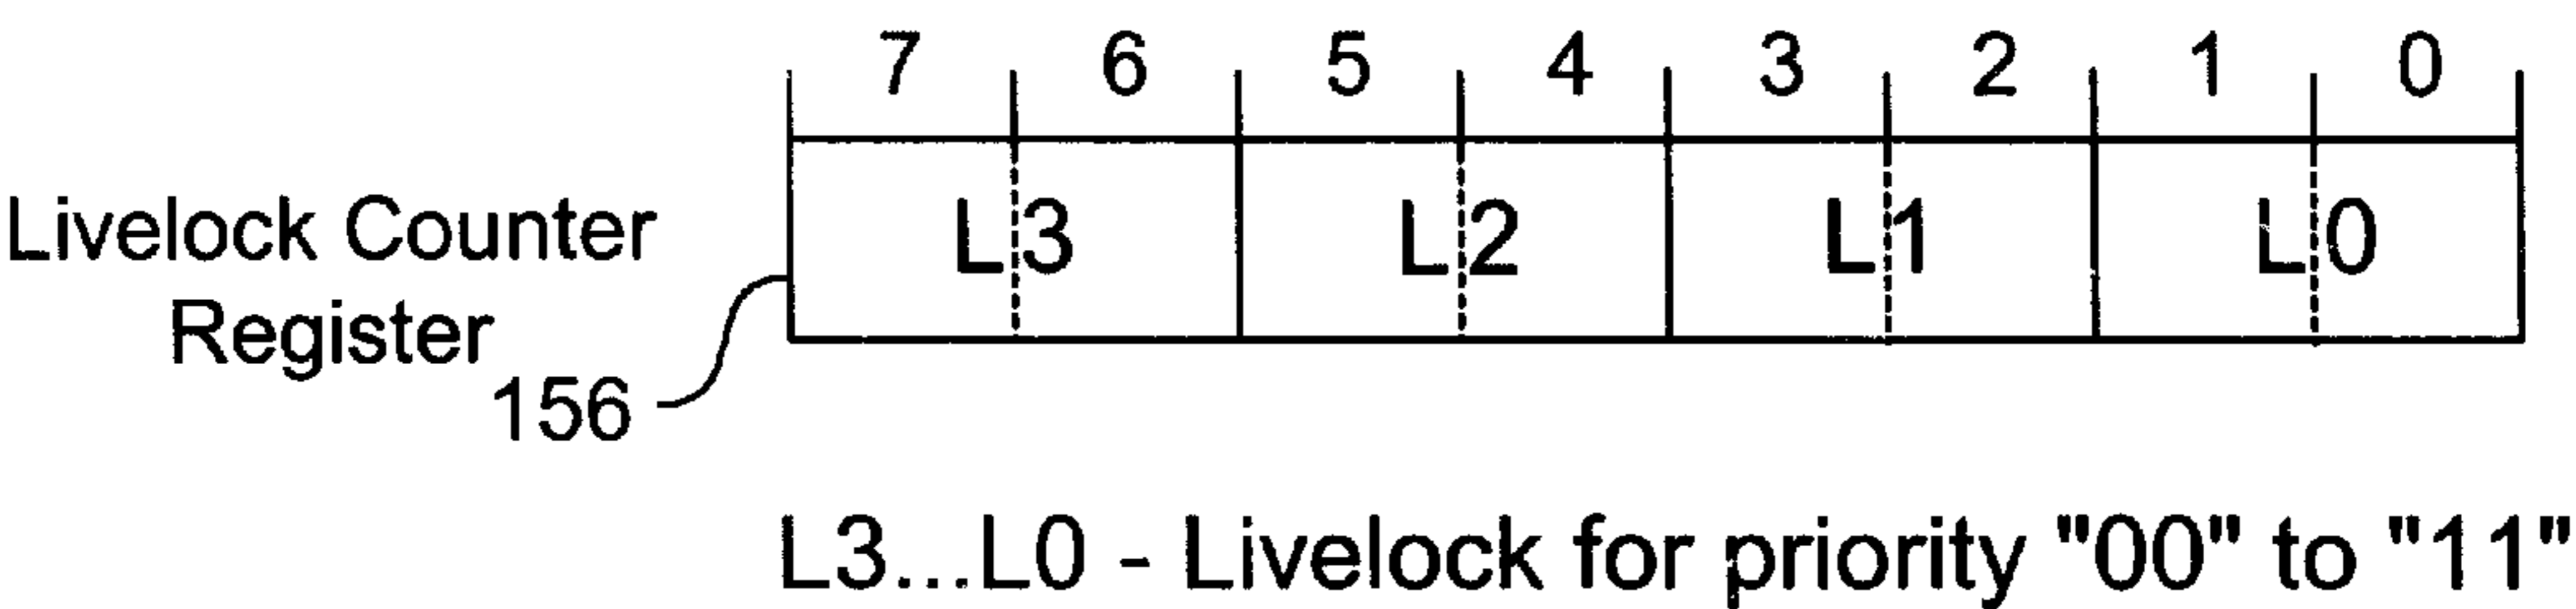 7 6 5 4 3 2 1 0
Livelock Counter
Register
L3 L2 L1 L0
156
L3...L0 - Livelock for priority "00" to "11"